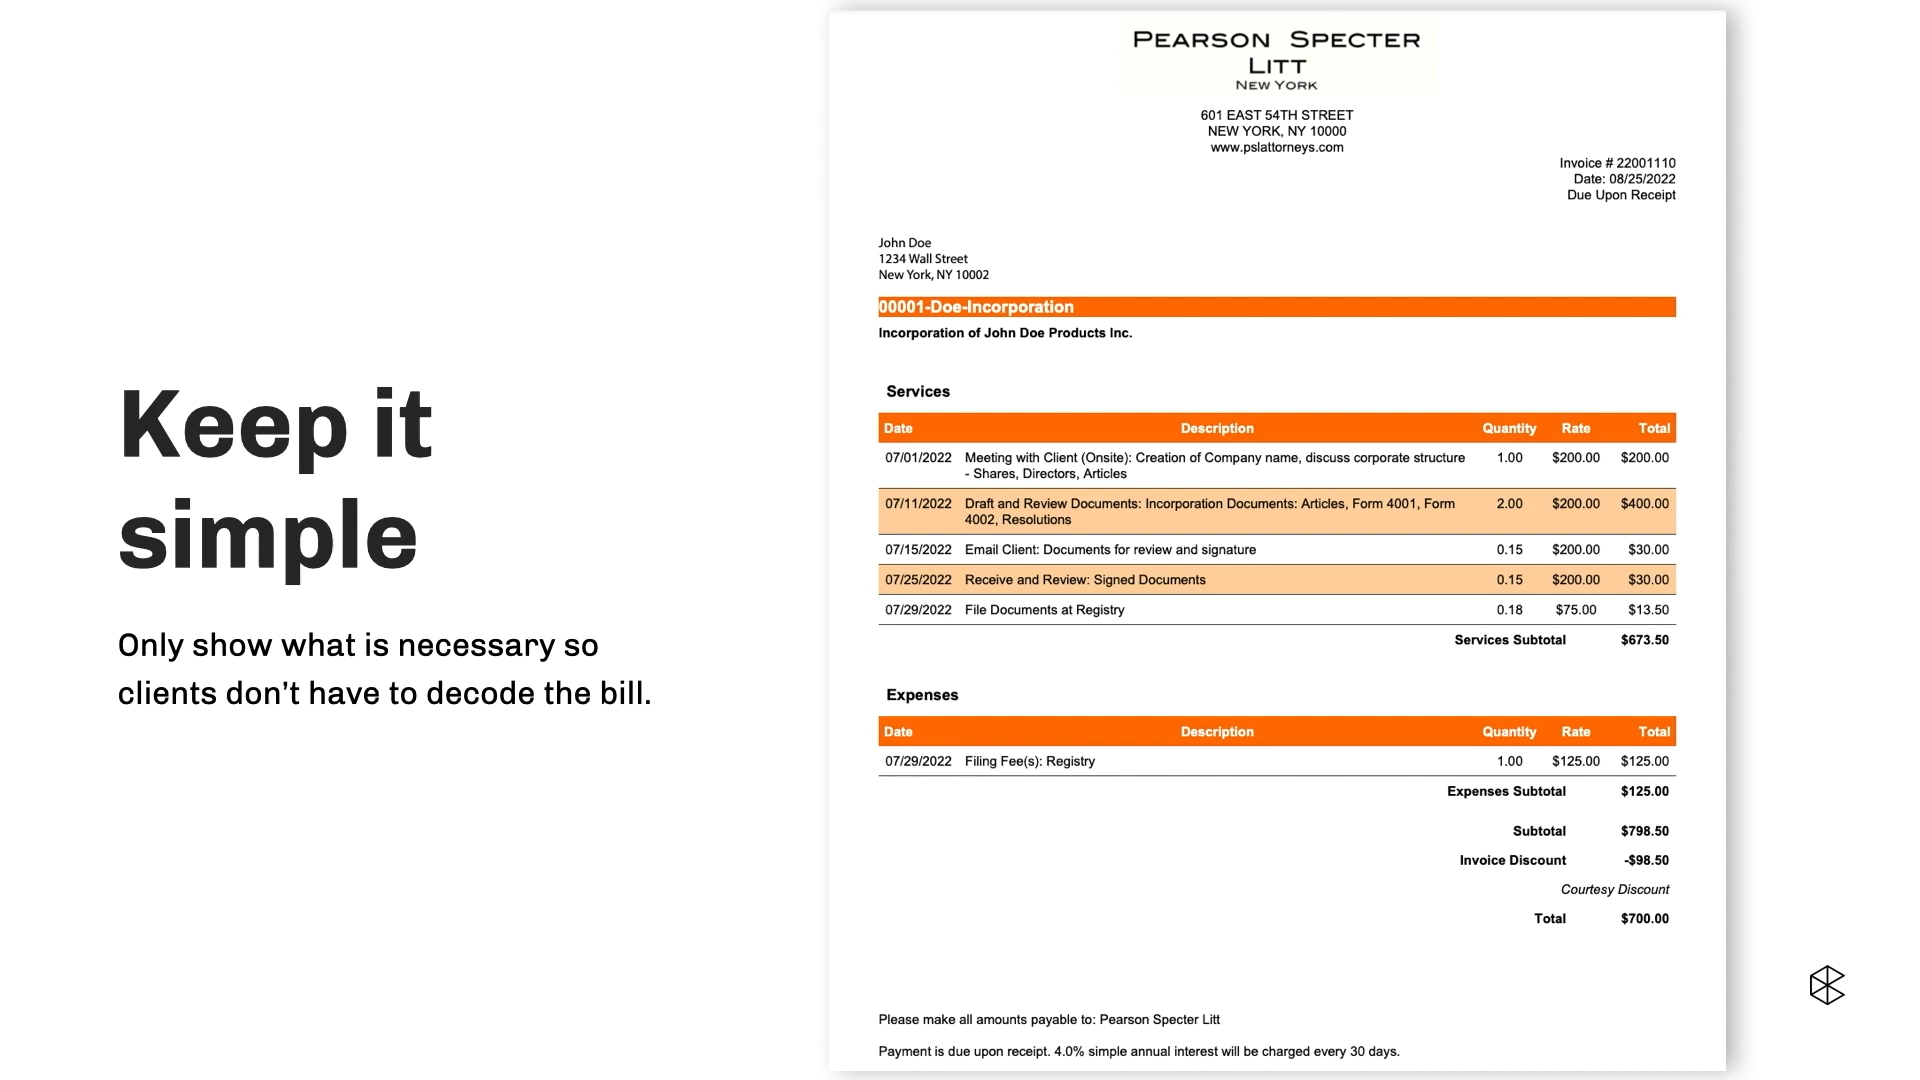 Keep it
simple
Only show what is necessary so
clients don't have to decode the bill.
PEARSON SPECTER
LITT
NEW YORK
601 EAST 54TH STREET
NEW YORK, NY 10000
www.pslattorneys.com
Invoice # 22001110
Date: 08/25/2022
Due Upon Receipt
John Doe
1234 Wall Street
New York, NY 10002
00001-Doe-Incorporation
Incorporation of John Doe Products Inc.
Services
Date Description Quantity Rate Total
07/01/2022 Meeting with Client (Onsite): Creation of Company name, discuss corporate structure 1.00 $200.00 $200.00
- Shares, Directors, Articles
07/11/2022 Draft and Review Documents: Incorporation Documents: Articles, Form 4001, Form 2.00 $200.00 $400.00
4002, Resolutions
07/15/2022 Email Client: Documents for review and signature 0.15 $200.00 $30.00
07/25/2022 Receive and Review: Signed Documents 0.15 $200.00 $30.00
07/29/2022 File Documents at Registry 0.18 $75.00 $13.50
Services Subtotal $673.50
Expenses
Date Description Quantity Rate Total
07/29/2022 Filing Fee(s): Registry 1.00 $125.00 $125.00
Expenses Subtotal $125.00
Subtotal $798.50
Invoice Discount -$98.50
Courtesy Discount
Total $700.00
Please make all amounts payable to: Pearson Specter Litt
Payment is due upon receipt. 4.0% simple annual interest will be charged every 30 days.